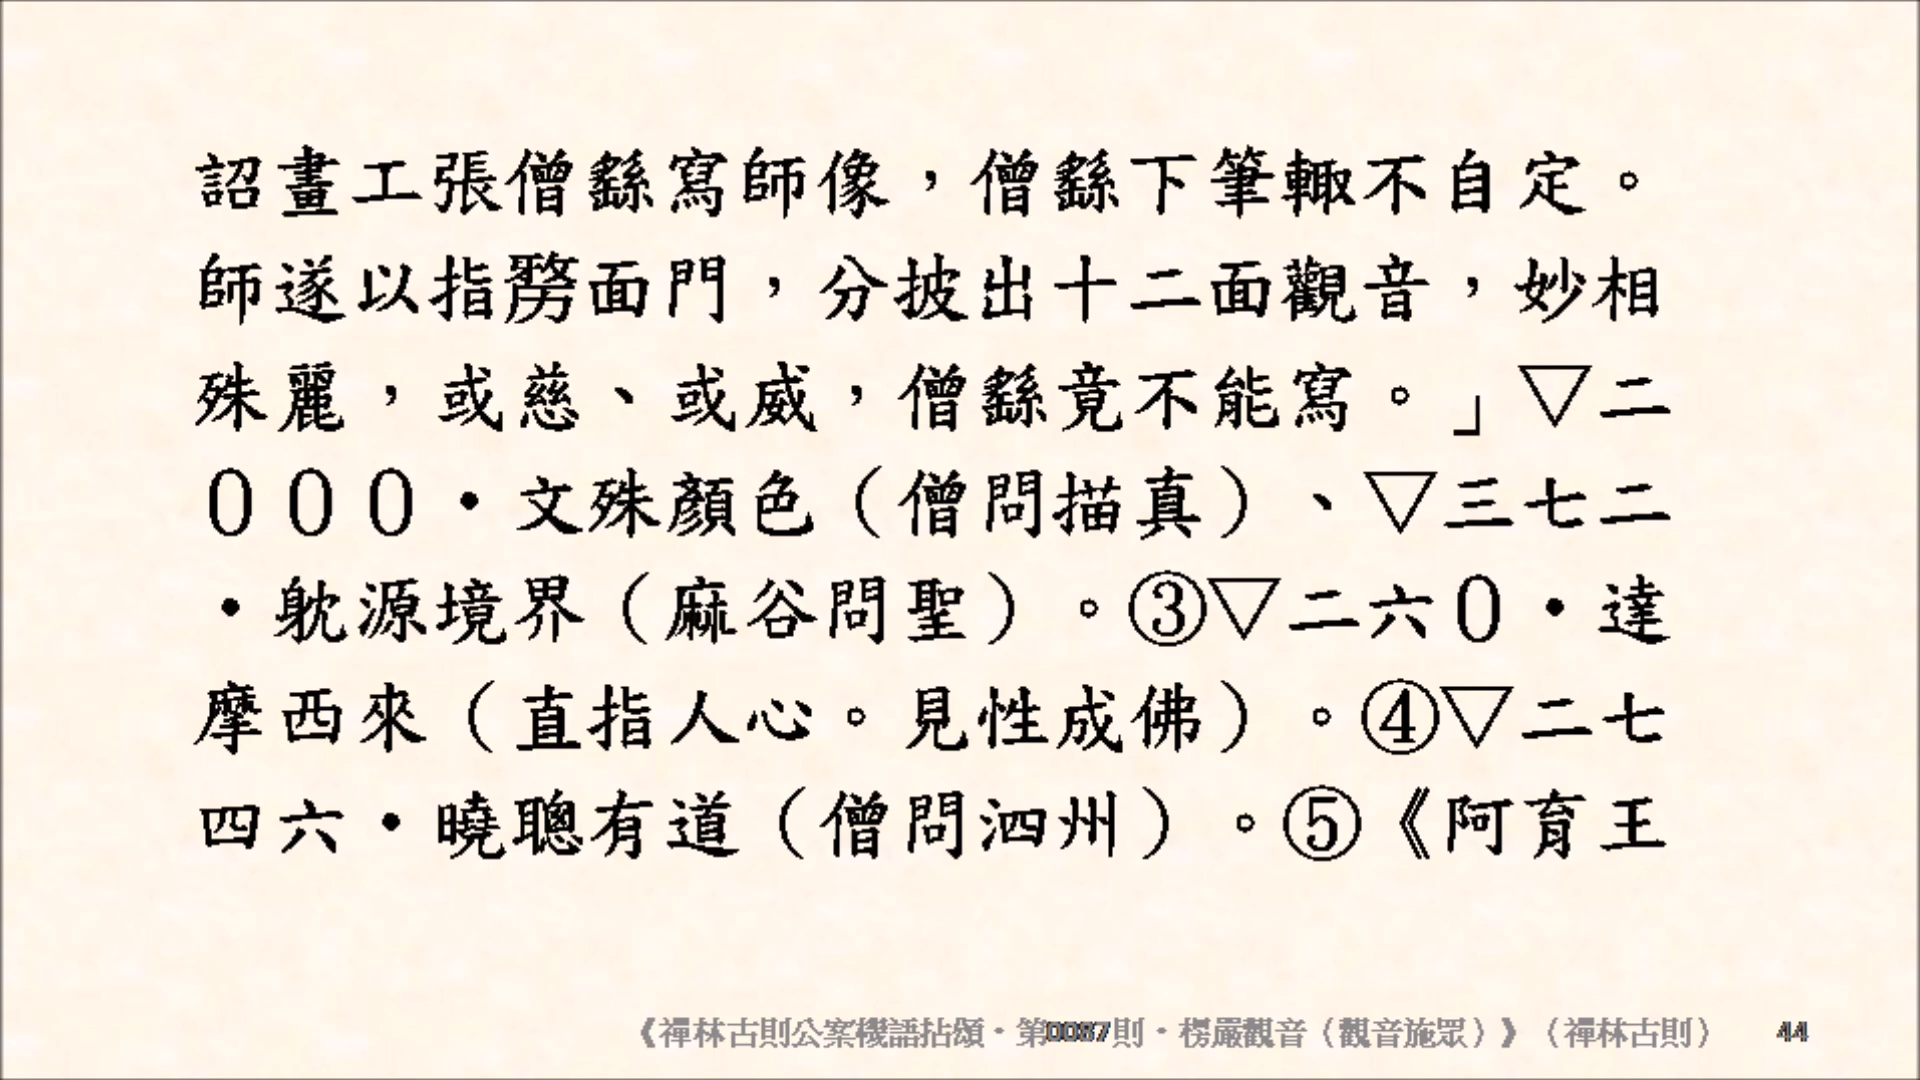 詔畫工張僧繇寫師像，僧繇下筆輙不自定。
師遂以指剺面門，分披出十二面觀音，妙相
殊麗，或慈、或威，僧繇竟不能寫。」▽二
０００‧文殊顏色（僧問描真）、▽三七二
‧躭源境界（麻谷問聖）。③▽二六０‧達
摩西來（直指人心。見性成佛）。④▽二七
四六‧曉聰有道（僧問泗州）。⑤《阿育王
《禪林古則公案機語拈頌‧第0087則‧楞嚴觀音（觀音施眾）》（禪林古則） 44